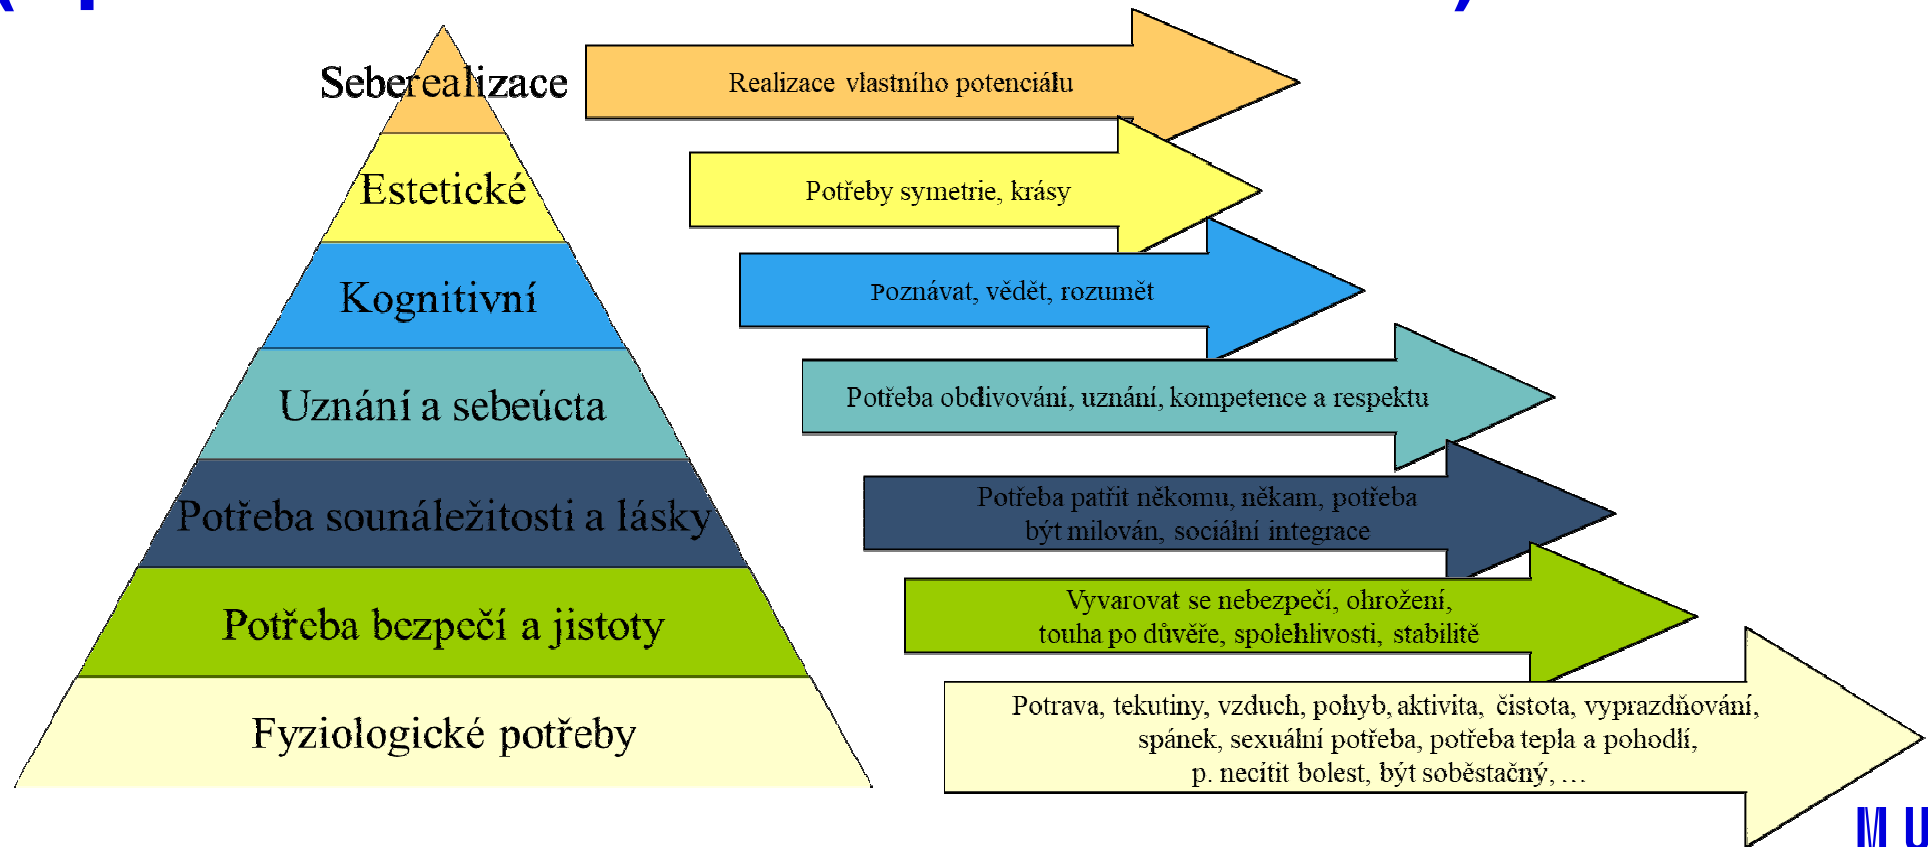 Seberealizace
Realizace vlastního potenciálu
Estetické
Potřeby symetrie, krásy
Kognitivní
Poznávat, vědět, rozumět
Uznání a sebeúcta
Potřeba obdivování, uznání, kompetence a respektu
Potřeba sounáležitosti a lásky
Potřeba patřit někomu, někam, potřeba
být milován, sociální integrace
Potřeba bezpečí a jistoty
Vyvarovat se nebezpečí, ohrožení,
touha po důvěře, spolehlivosti, stabilitě
Fyziologické potřeby
Potrava, tekutiny, vzduch, pohyb, aktivita, čistota, vyprazdňování,
spánek, sexuální potřeba, potřeba tepla a pohodlí,
p. necítit bolest, být soběstačný, …
M U